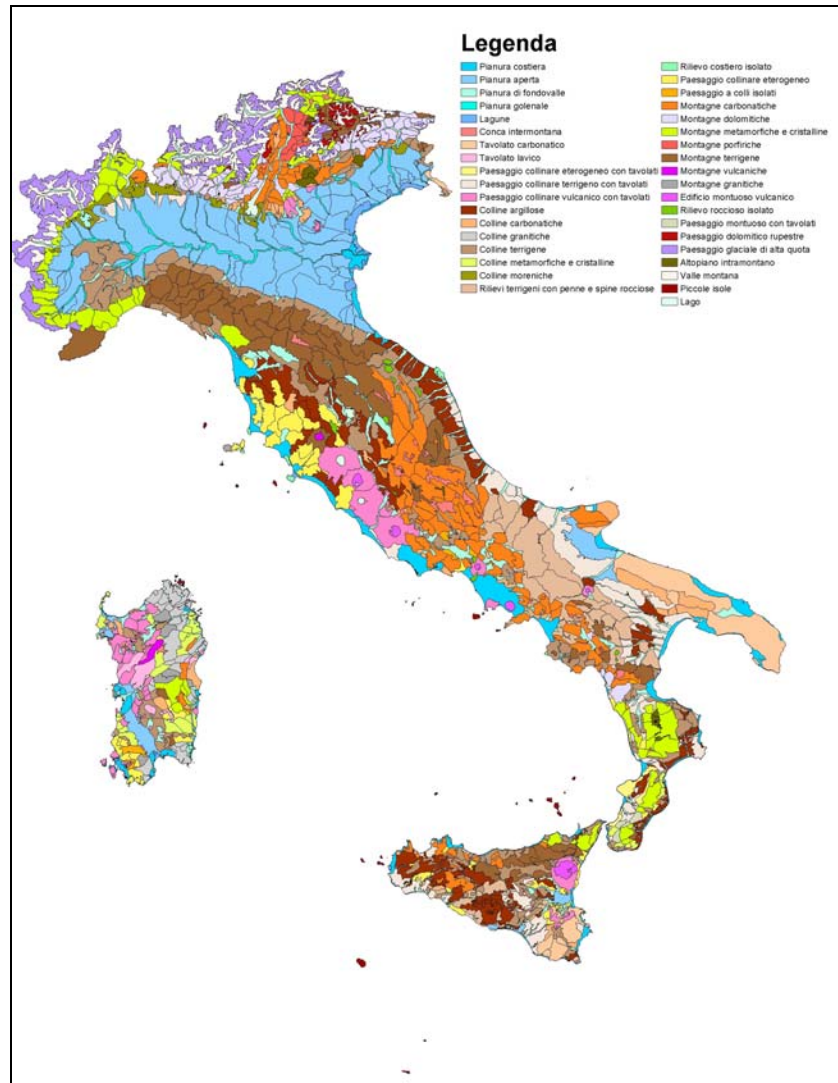 Legenda
Pianura costiera
Pianura aperta
Pianura di fondovalle
Pianura golenale
Lagune
Conca intermontana
Tavolato carbonatico
Tavolato lavico
Paesaggio collinare eterogeneo con tavolati
Paesaggio collinare terrigeno con tavolati
Paesaggio collinare vulcanico con tavolati
Colline argillose
Colline carbonatiche
Colline granitiche
Colline terrigene
Colline metamorfiche e cristalline
Colline moreniche
Rilievi terrigeni con penne e spine rocciose
Rilievo costiero isolato
Paesaggio collinare eterogeneo
Paesaggio a colli isolati
Montagne carbonatiche
Montagne dolomitiche
Montagne metamorfiche e cristalline
Montagne porfiriche
Montagne terrigene
Montagne vulcaniche
Montagne granitiche
Edificio montuoso vulcanico
Rilievo roccioso isolato
Paesaggio montuoso con tavolati
Paesaggio dolomitico rupestre
Paesaggio glaciale di alta quota
Altopiano intramontano
Valle montana
Piccole isole
Lago